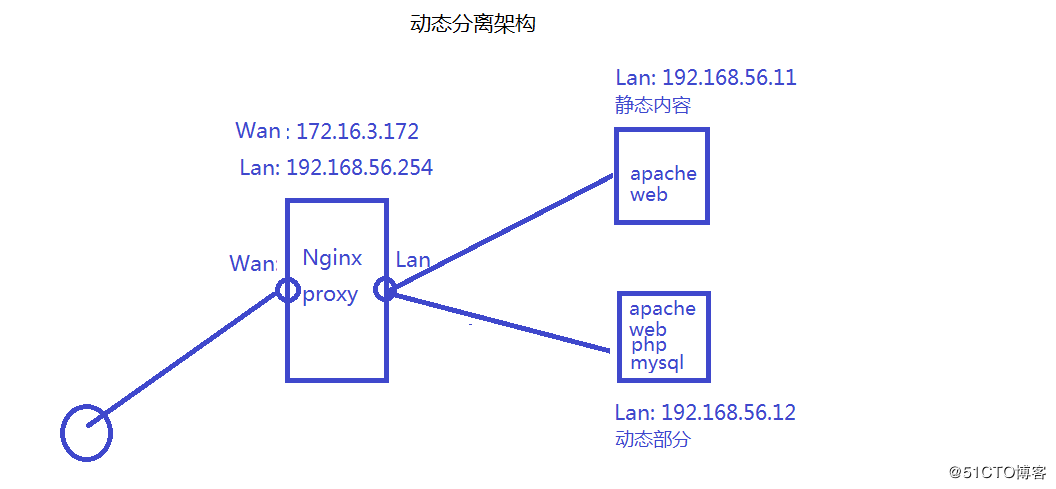 动态分离架构
Lan: 192.168.56.11
静态内容
Wan : 172.16.3.172
Lan: 192.168.56.254
apache
web
Wan:
Nginx
proxy
Lan
apache
web
php
mysql
Lan: 192.168.56.12
动态部分
@51CTO博客